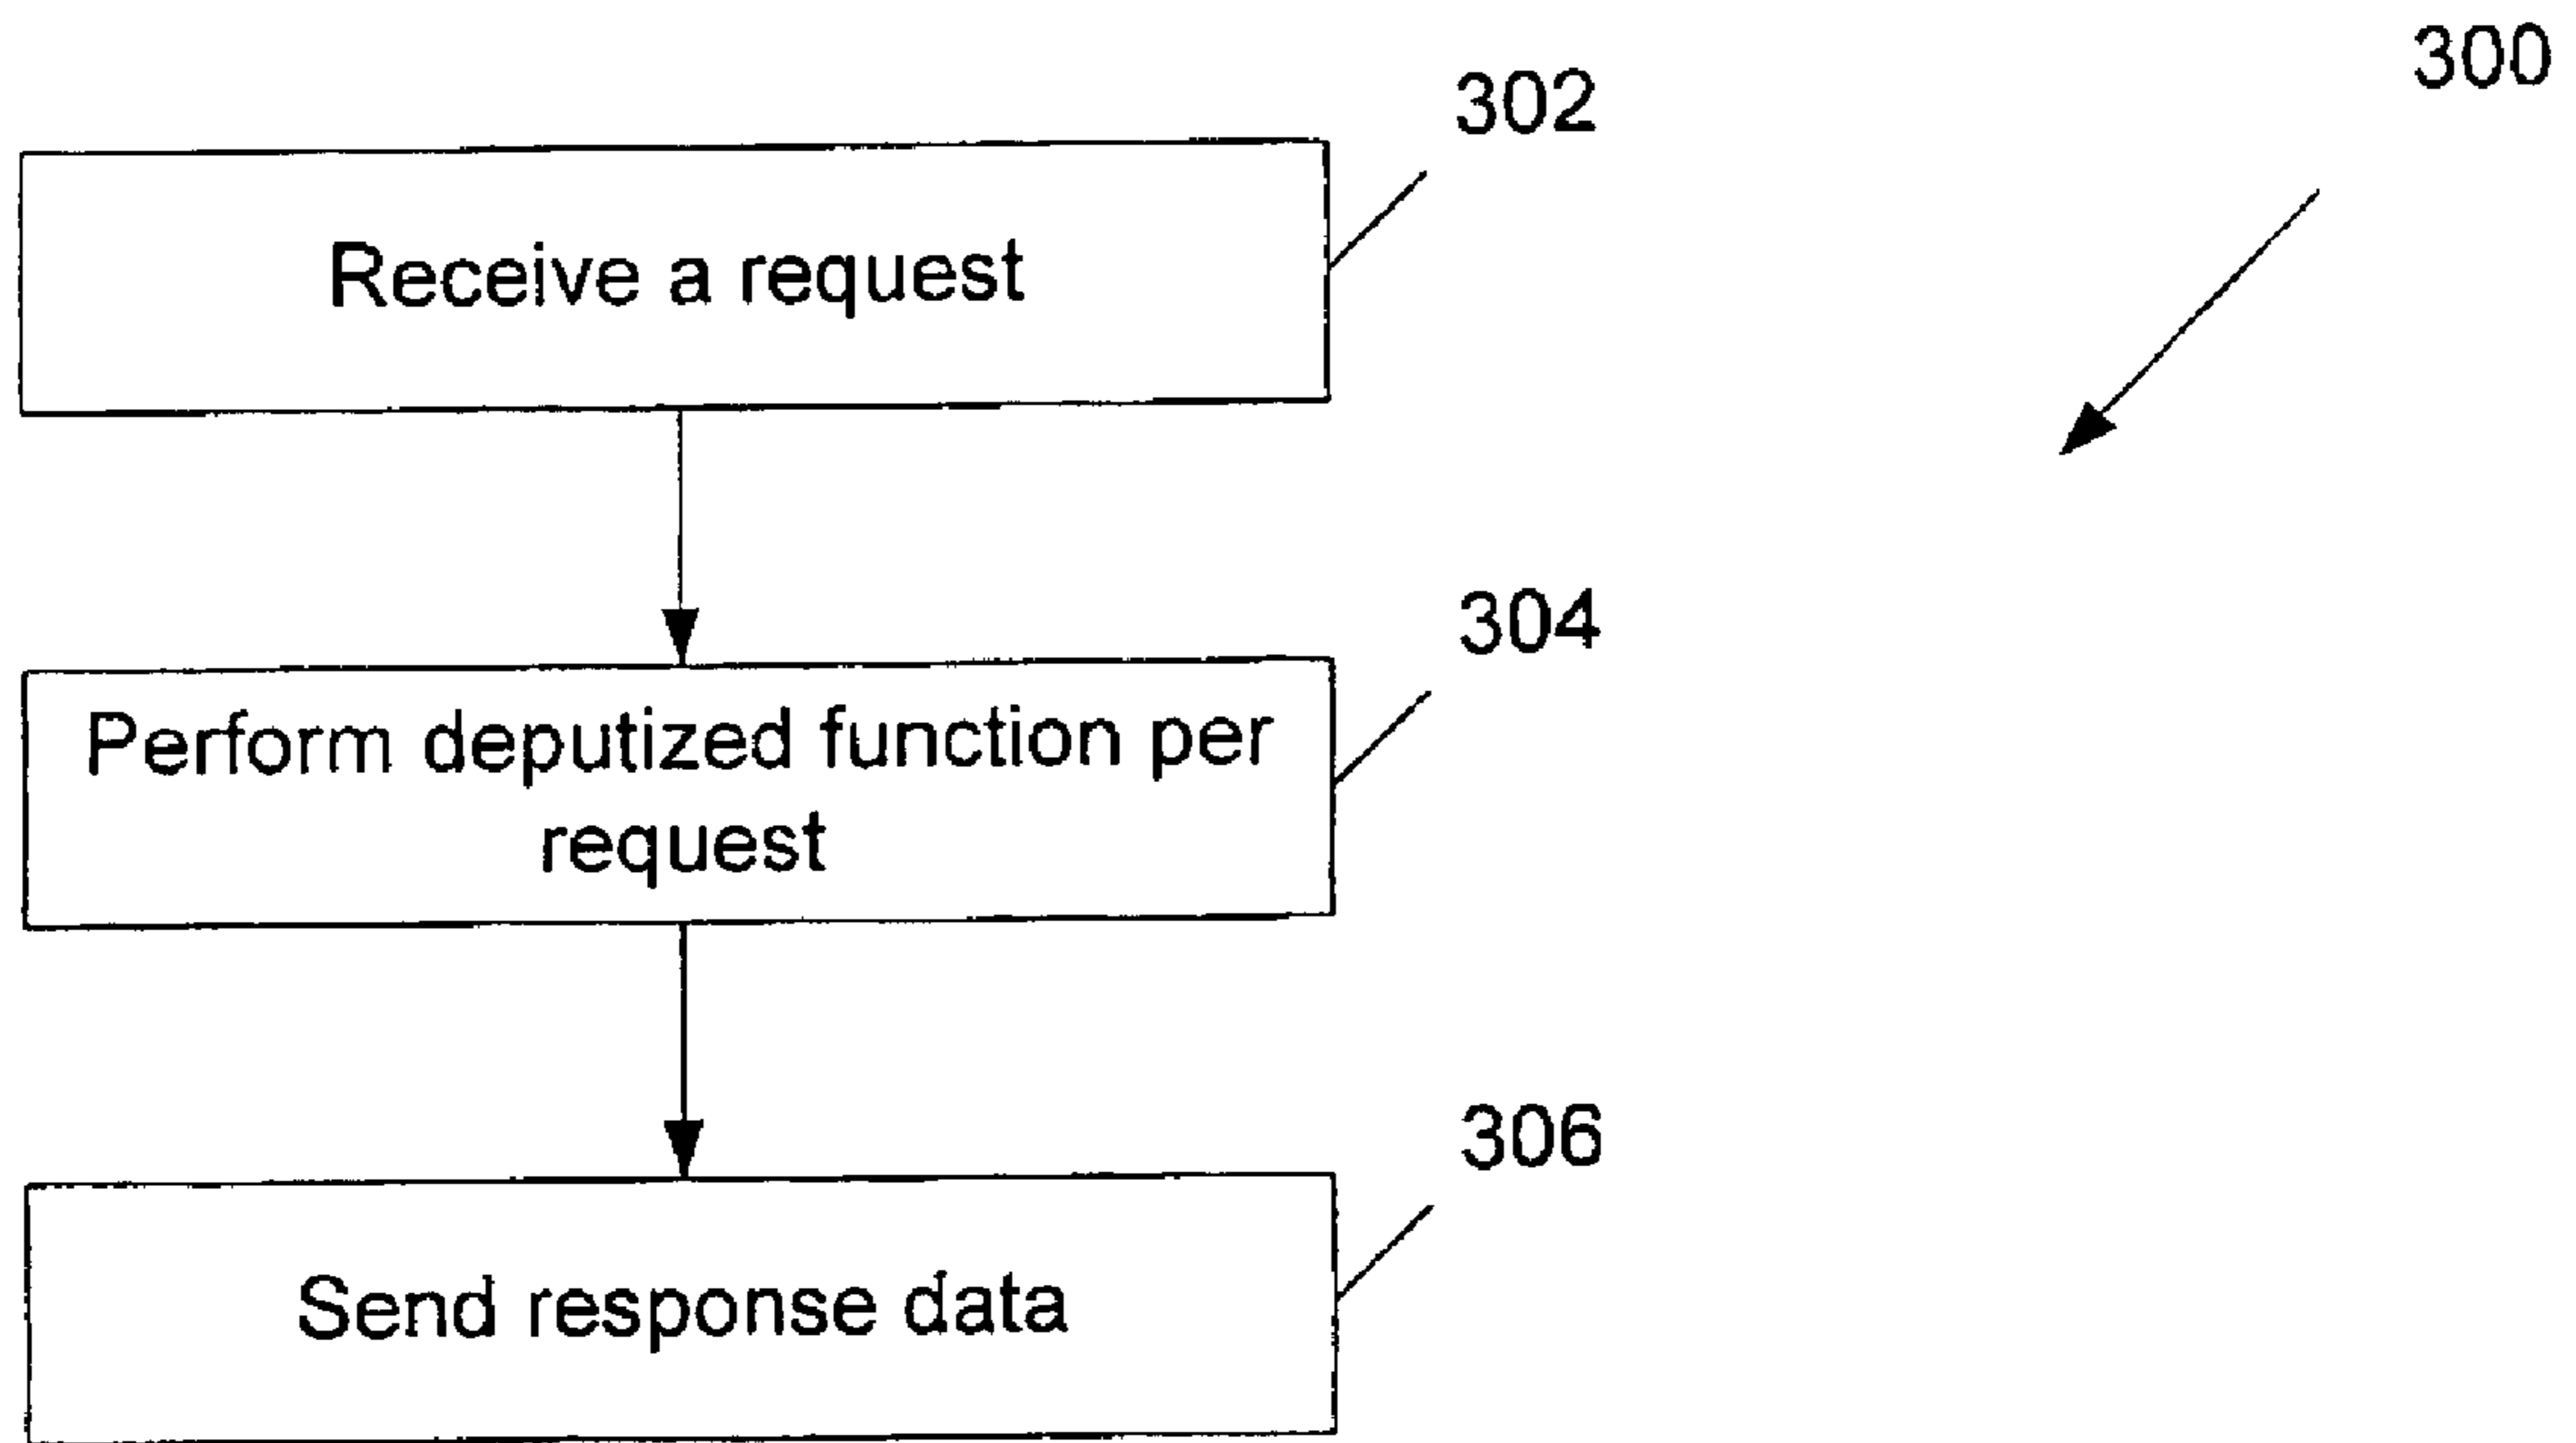 300
302
Receive a request
304
Perform deputized function per
request
306
Send response data